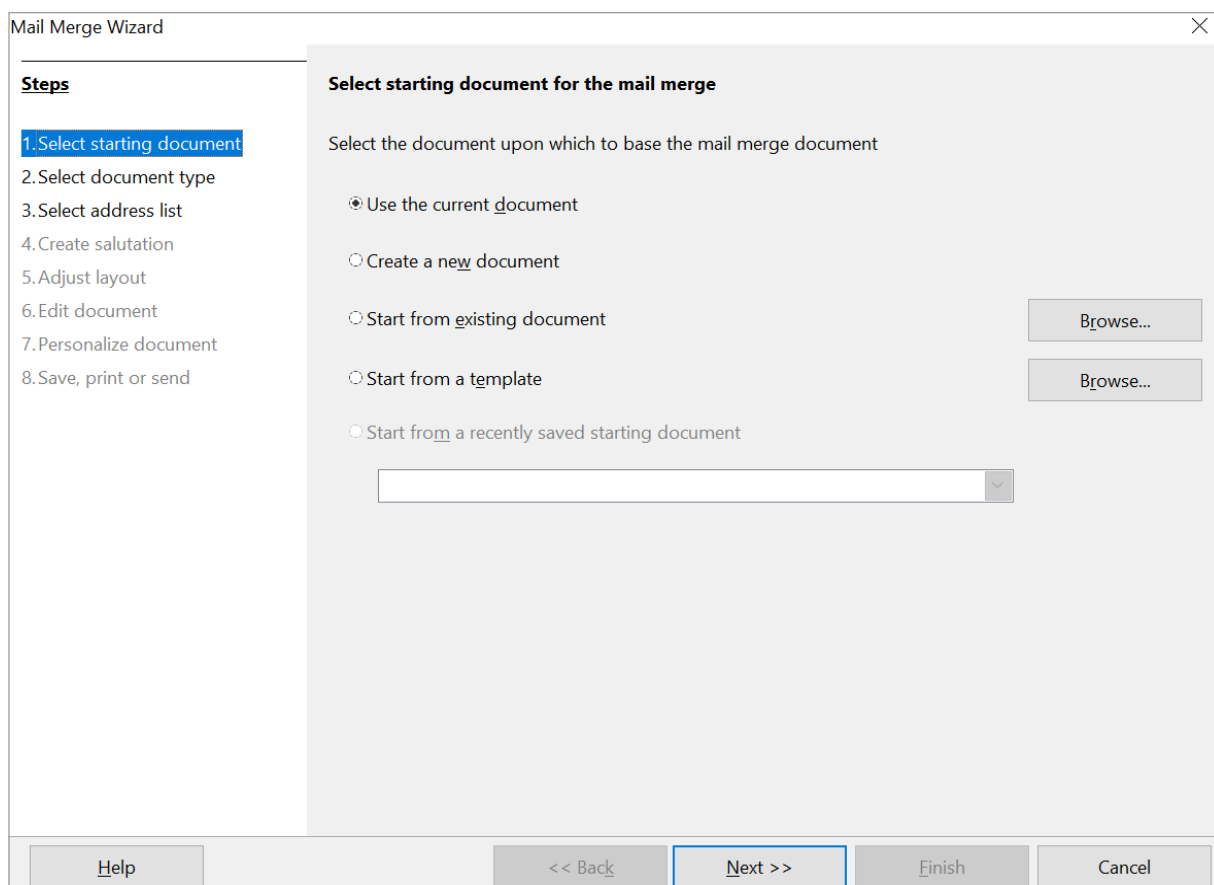 Mail Merge Wizard
Steps
1.Select starting document
2.Select document type
3.Select address list
4.Create salutation
5.Adjust layout
6.Edit document
7.Personalize document
8.Save, print or send
Select starting document for the mail merge
Select the document upon which to base the mail merge document
Use the current document
Create a new document
Start from existing document
Browse...
Start from a template
Browse...
Start from a recently saved starting document
Help
<< Back
Next >>
Finish
Cancel